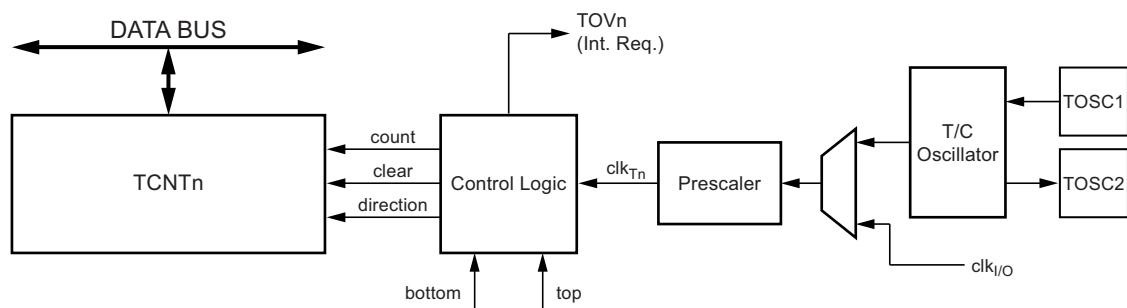 DATA BUS
TOVn
(Int. Req.)
TOSC1
T/C
Oscillator
count
TCNTn
clear
Control Logic
clkTn
Prescaler
TOSC2
direction
clkI/O
bottom
top